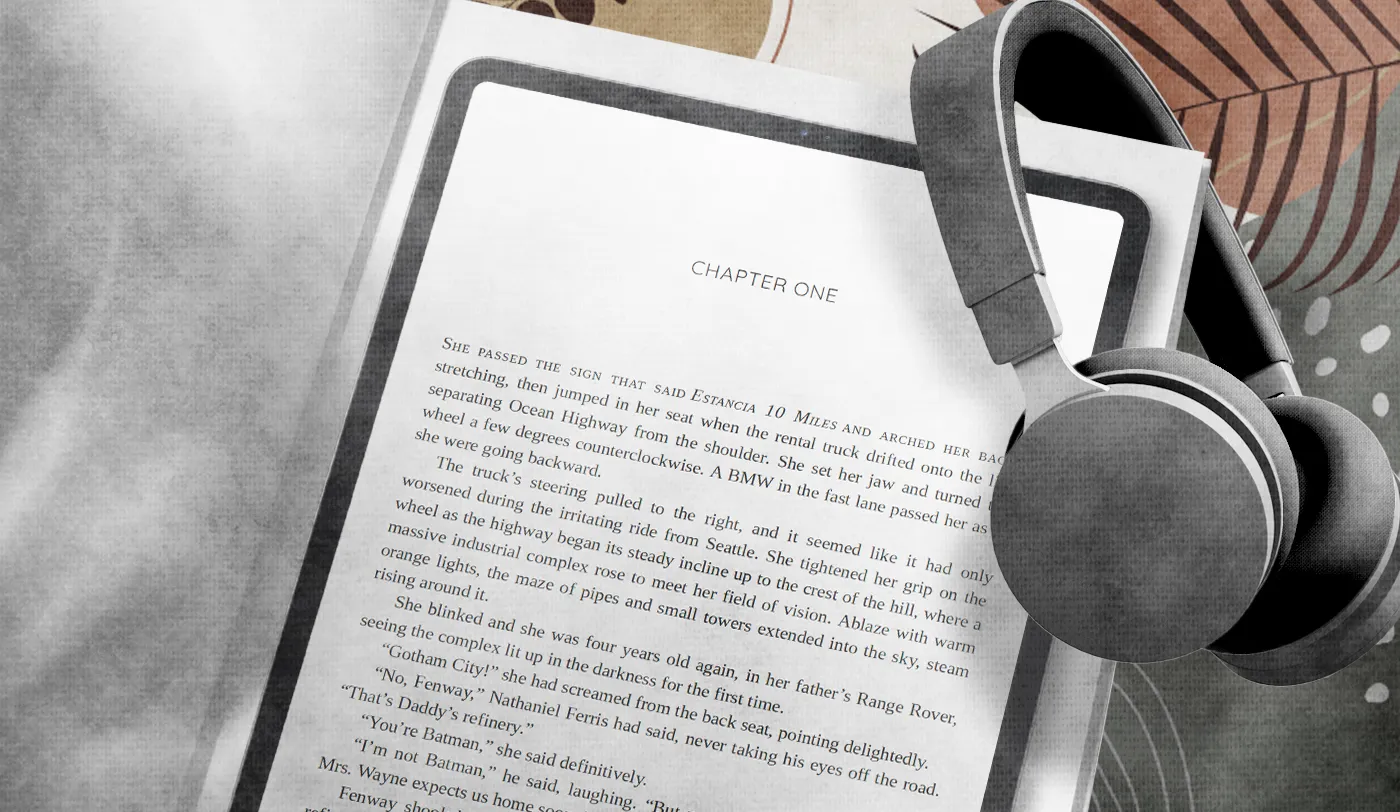 CHAPTER ONE
SHE PASSED THE SIGN THAT SAID ESTANCIA 10 MILES AND ARCHED HER
stretching, then jumped in her seat when the rental truck drifted onto the
separating Ocean Highway from the shoulder. She set her jaw and turned
wheel a few degrees counterclockwise. A BMW in the fast lane passed her as
she were going backward.
The truck’s steering pulled to the right, and it seemed like it had only
worsened during the irritating ride from Seattle. She tightened her grip on the
wheel as the highway began its steady incline up to the crest of the hill, where a
massive industrial complex rose to meet her field of vision. Ablaze with warm
orange lights, the maze of pipes and small towers extended into the sky, steam
rising around it.
She blinked and she was four years old again, in her father’s Range Rover,
seeing the complex lit up in the darkness for the first time.
“Gotham City!” she had screamed from the back seat, pointing delightedly.
“No, Fenway,” Nathaniel Ferris had said, never taking his eyes off the road.
“That’s Daddy’s refinery.”
“You’re Batman,” she said definitively.
“I’m not Batman,” he said, laughing. “But
Mrs. Wayne expects us home
Fenway